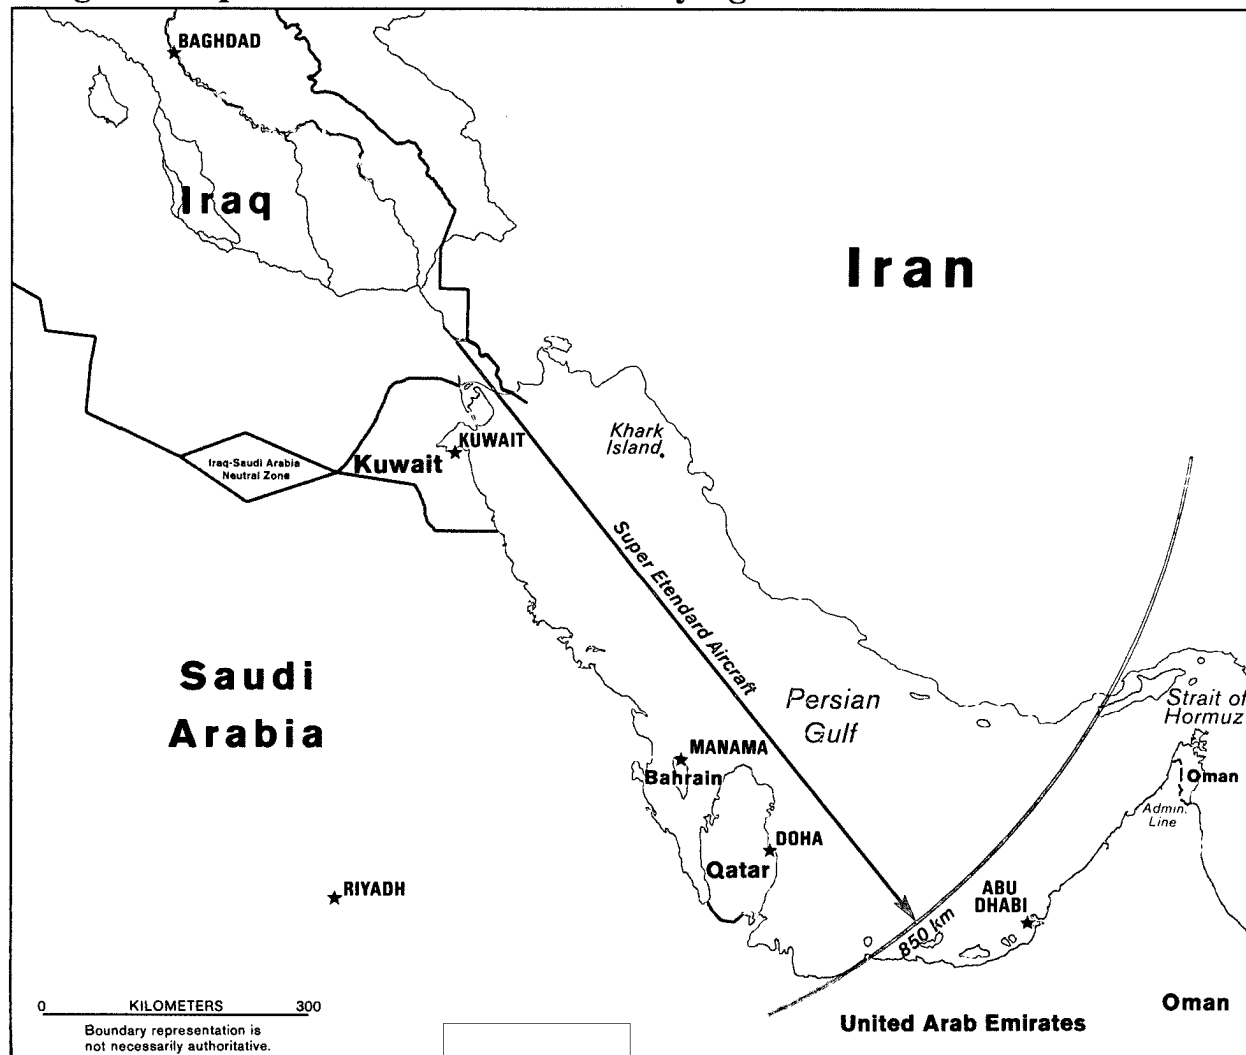 BAGHDAD
Iraq
Iran
Khark
Island
KUWAIT
Kuwait
Iraq-Saudi Arabia
Neutral Zone
Super Etendard Aircraft
Saudi
Arabia
Persian
Gulf
Strait of
Hormuz
MANAMA
Bahrain
Oman
Admin.
Line
DOHA
Qatar
RIYADH
ABU
DHABI
850 km
0 KILOMETERS 300
Boundary representation is
not necessarily authoritative.
United Arab Emirates
Oman